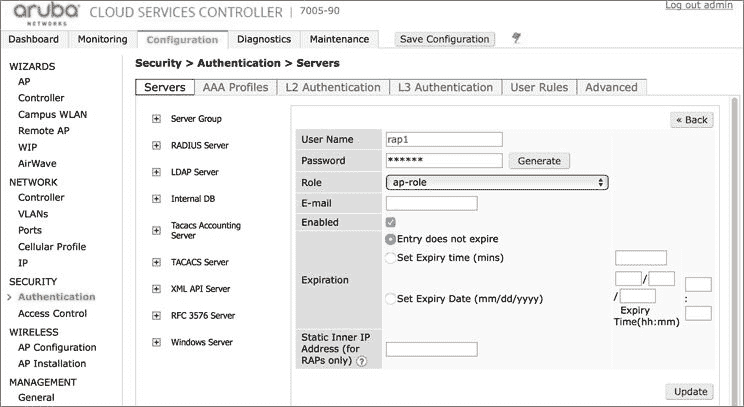 aruba
NETWORKS
CLOUD SERVICES CONTROLLER | 7005-90
Log out admin
Dashboard
Monitoring
Configuration
Diagnostics
Maintenance
Save Configuration
WIZARDS
AP
Controller
Campus WLAN
Remote AP
WIP
AirWave
NETWORK
Controller
VLANs
Ports
Cellular Profile
IP
SECURITY
> Authentication
Access Control
WIRELESS
AP Configuration
AP Installation
MANAGEMENT
General
Security > Authentication > Servers
Servers
AAA Profiles
L2 Authentication
L3 Authentication
User Rules
Advanced
Server Group
RADIUS Server
LDAP Server
Internal DB
Tacacs Accounting
Server
TACACS Server
XML API Server
RFC 3576 Server
Windows Server
« Back
User Name
rap1
Password
******
Generate
Role
ap-role
E-mail
Enabled
Expiration
Entry does not expire
Set Expiry time (mins)
Set Expiry Date (mm/dd/yyyy)
/
/
Expiry
Time(hh:mm)
:
Static Inner IP
Address (for
RAPs only) ?
Update